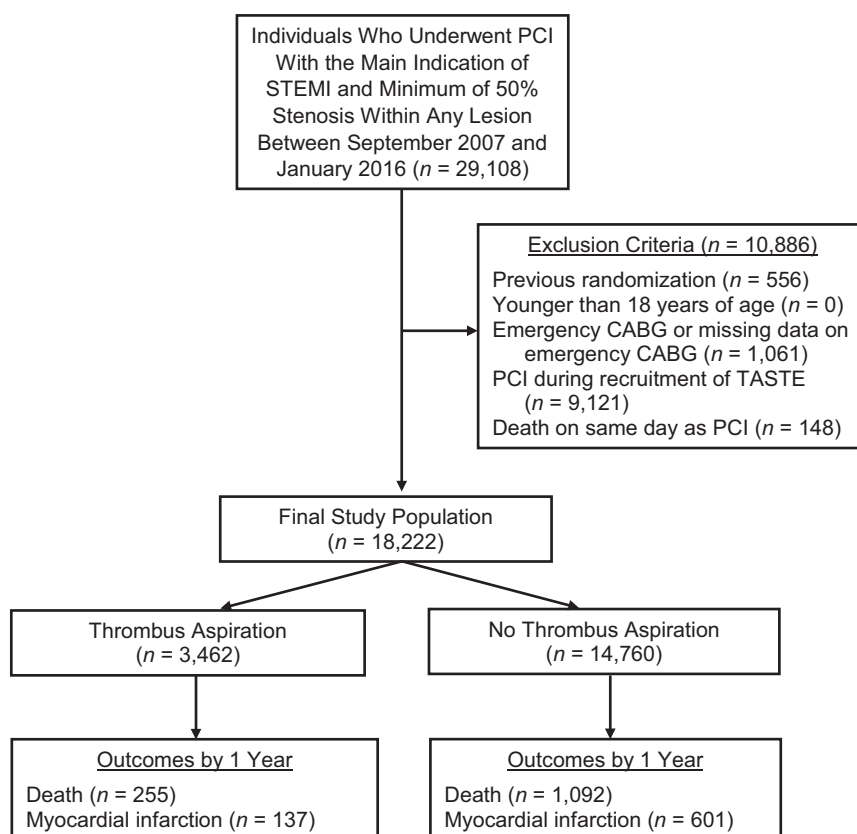 Individuals Who Underwent PCI
With the Main Indication of
STEMI and Minimum of 50%
Stenosis Within Any Lesion
Between September 2007 and
January 2016 (n = 29,108)
Exclusion Criteria (n = 10,886)
Previous randomization (n = 556)
Younger than 18 years of age (n = 0)
Emergency CABG or missing data on
emergency CABG (n = 1,061)
PCI during recruitment of TASTE
(n = 9,121)
Death on same day as PCI (n = 148)
Final Study Population
(n = 18,222)
Thrombus Aspiration
(n = 3,462)
No Thrombus Aspiration
(n = 14,760)
Outcomes by 1 Year
Death (n = 255)
Myocardial infarction (n = 137)
Outcomes by 1 Year
Death (n = 1,092)
Myocardial infarction (n = 601)